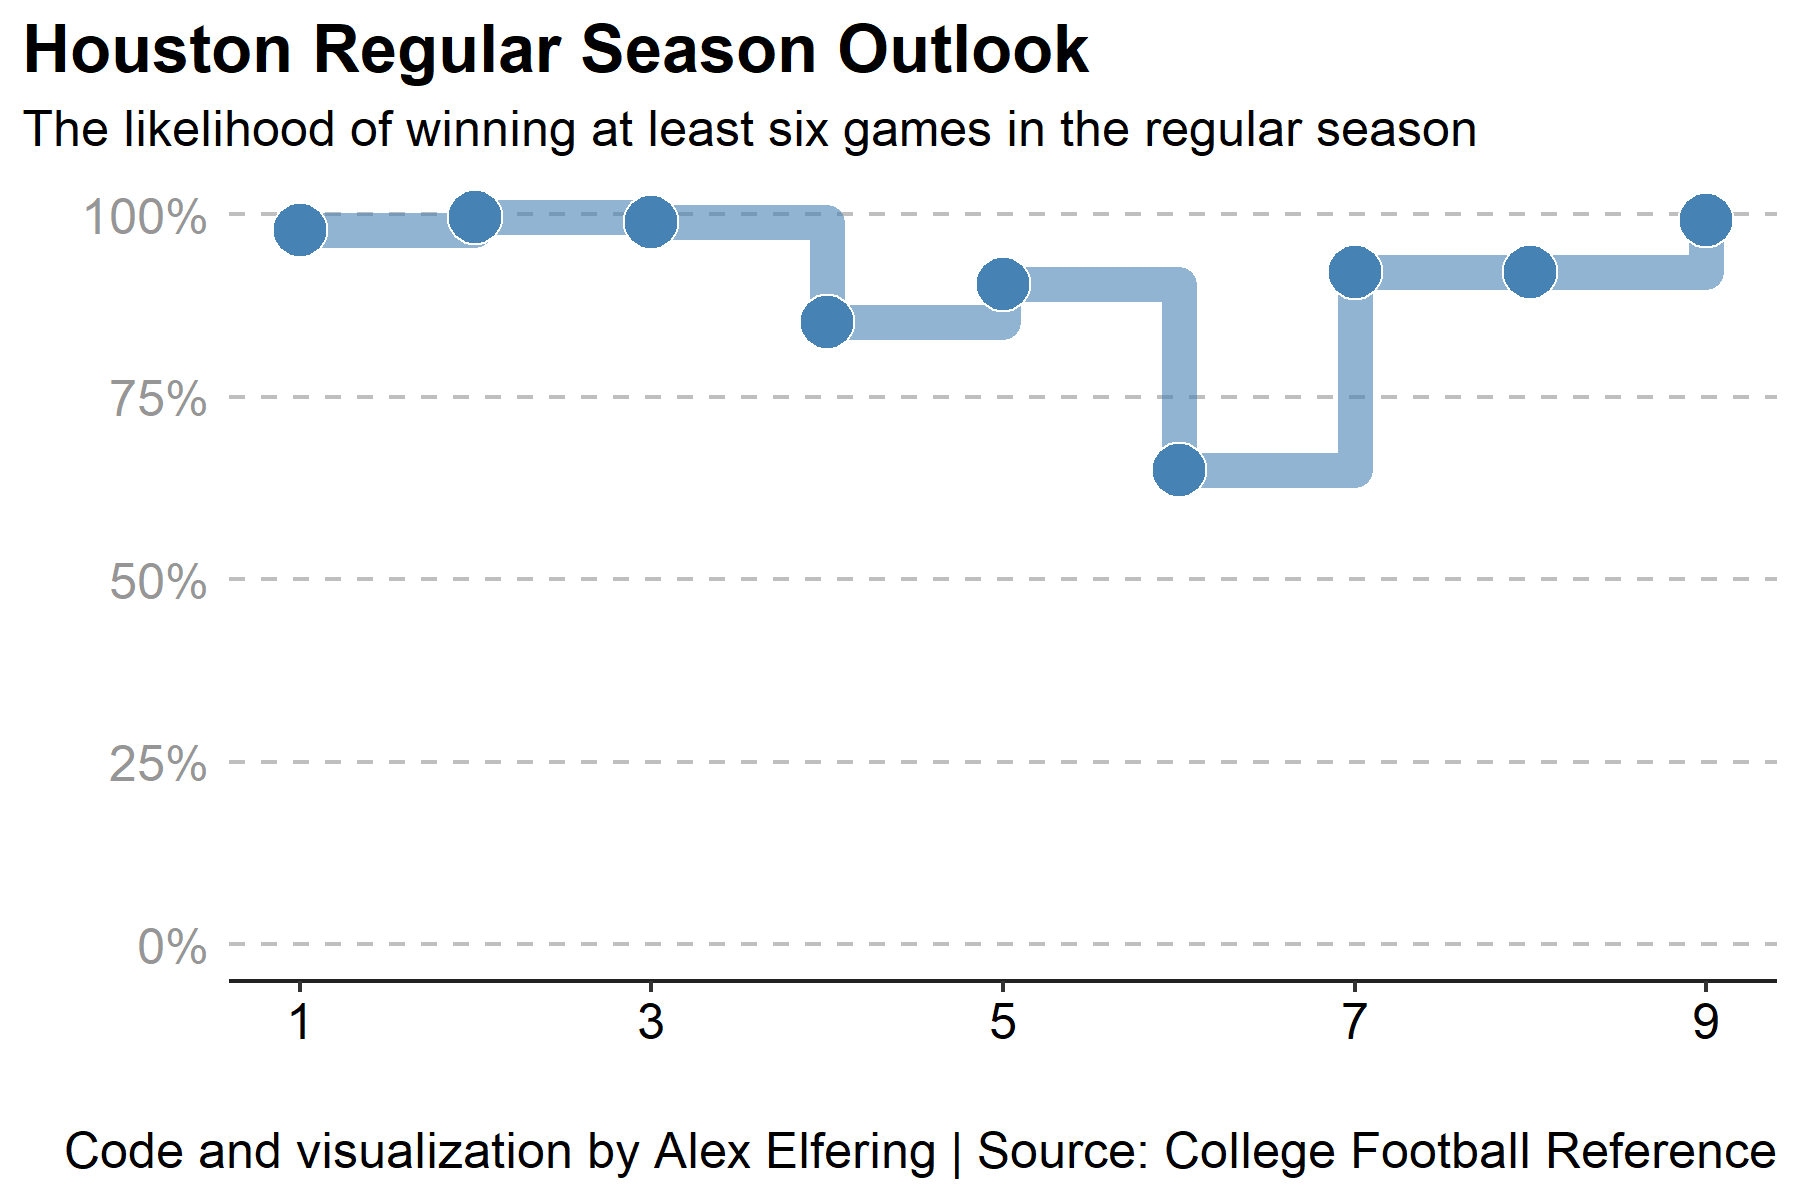 Houston Regular Season Outlook
The likelihood of winning at least six games in the regular season
100%
75%
50%
25%
0%
1 3 5 7 9
Code and visualization by Alex Elfering | Source: College Football Reference